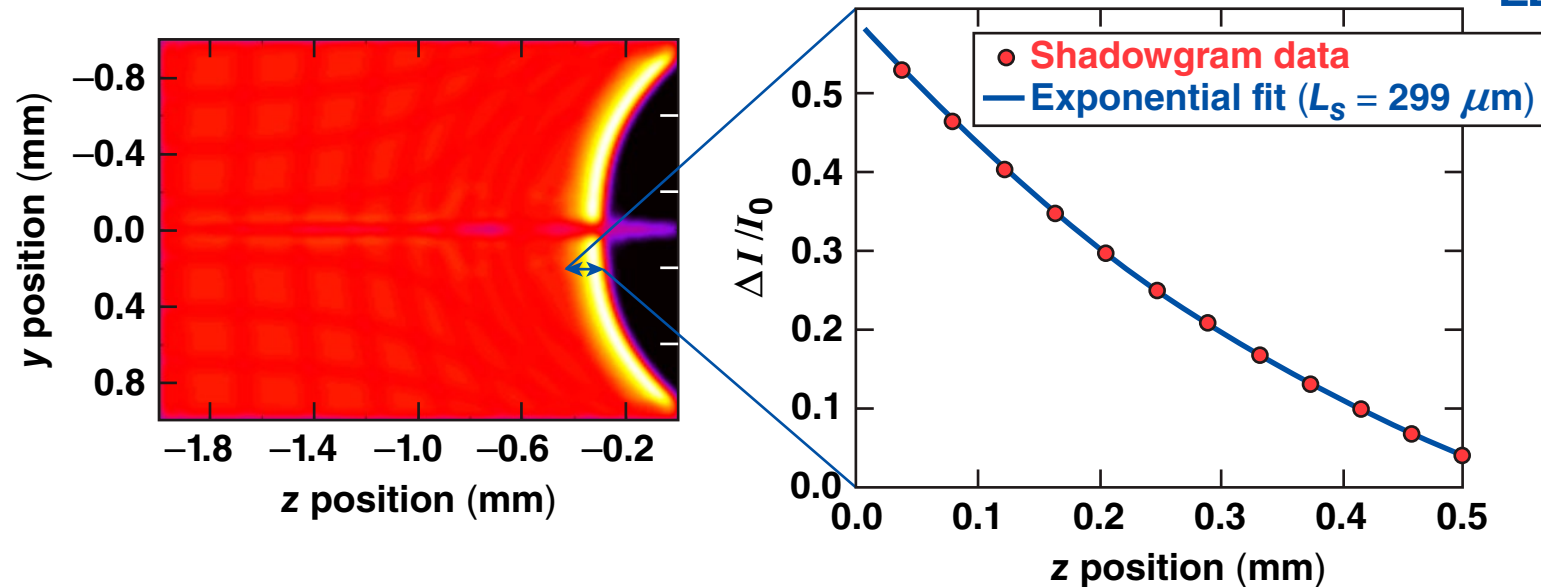 −0.8
−0.4
0.0
0.4
0.8
y position (mm)
−1.8 −1.4 −1.0 −0.6 −0.2
z position (mm)
Shadowgram data
Exponential fit (Ls = 299 μm)
0.5
0.4
0.3
0.2
0.1
0.0
ΔI/I0
0.0 0.1 0.2 0.3 0.4 0.5
z position (mm)